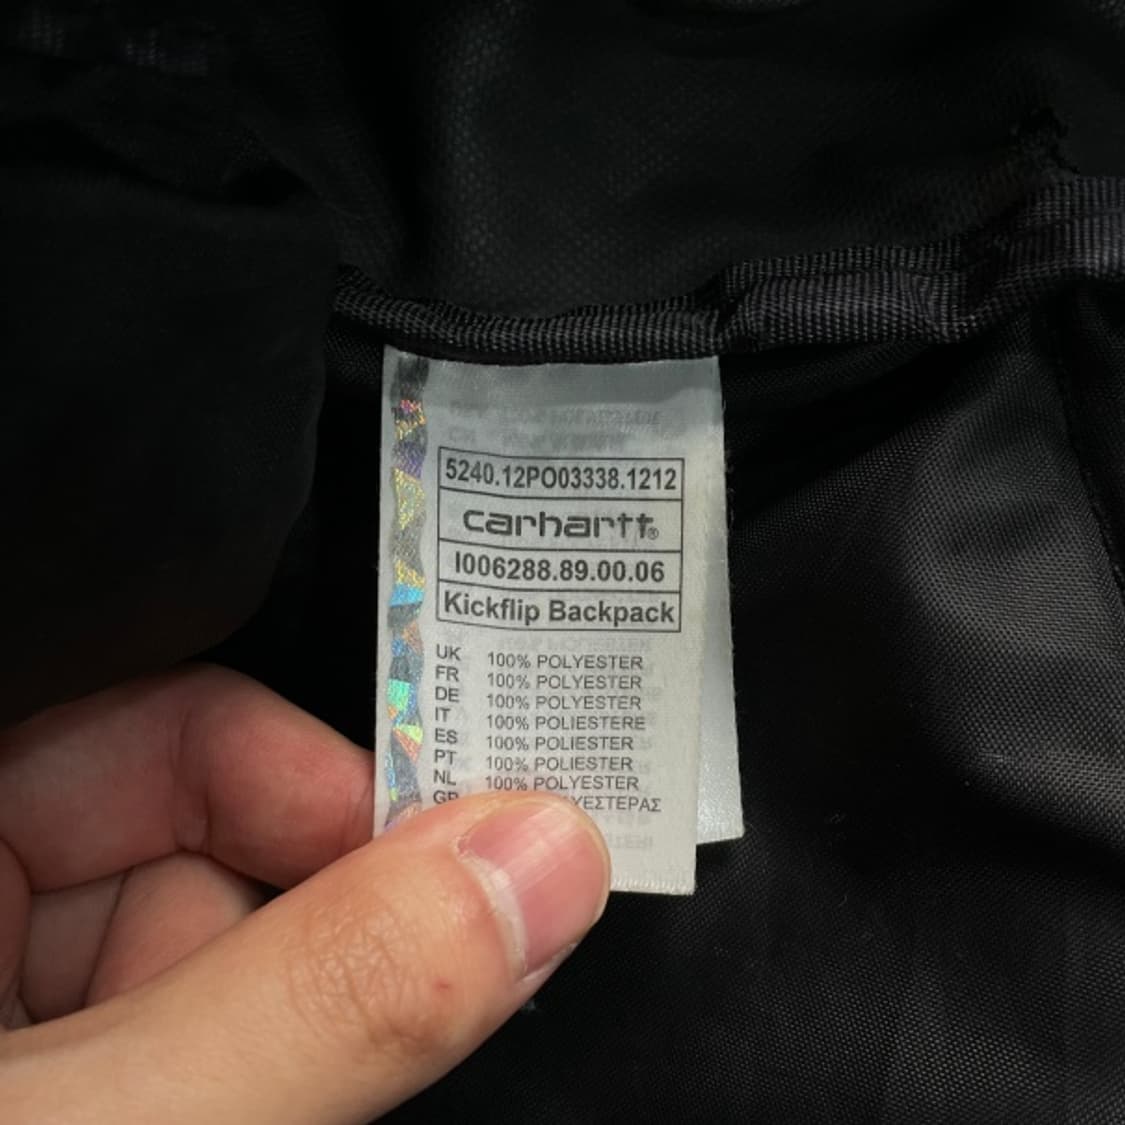 5240.12PO03338.1212
carhartt®
I006288.89.00.06
Kickflip Backpack
UK 100% POLYESTER
FR 100% POLYESTER
DE 100% POLYESTER
IT 100% POLIESTERE
ES 100% POLIESTER
PT 100% POLIESTER
NL 100% POLYESTER